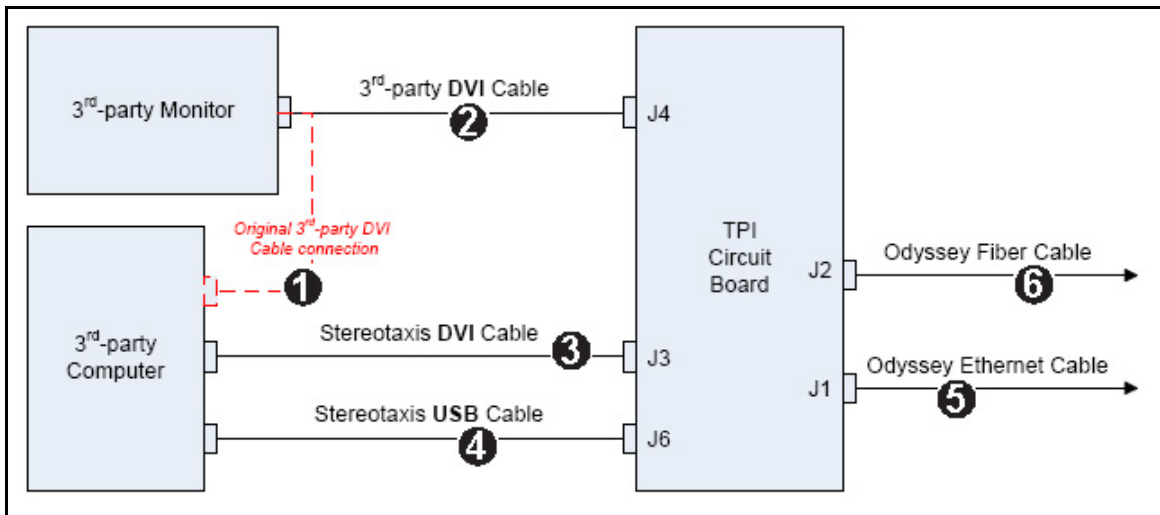 3rd-party Monitor
3rd-party DVI Cable
2
J4
Original 3rd-party DVI
Cable connection
1
3rd-party
Computer
Stereotaxis DVI Cable
3
J3
Stereotaxis USB Cable
4
J6
TPI
Circuit
Board
J2
Odyssey Fiber Cable
6
J1
Odyssey Ethernet Cable
5